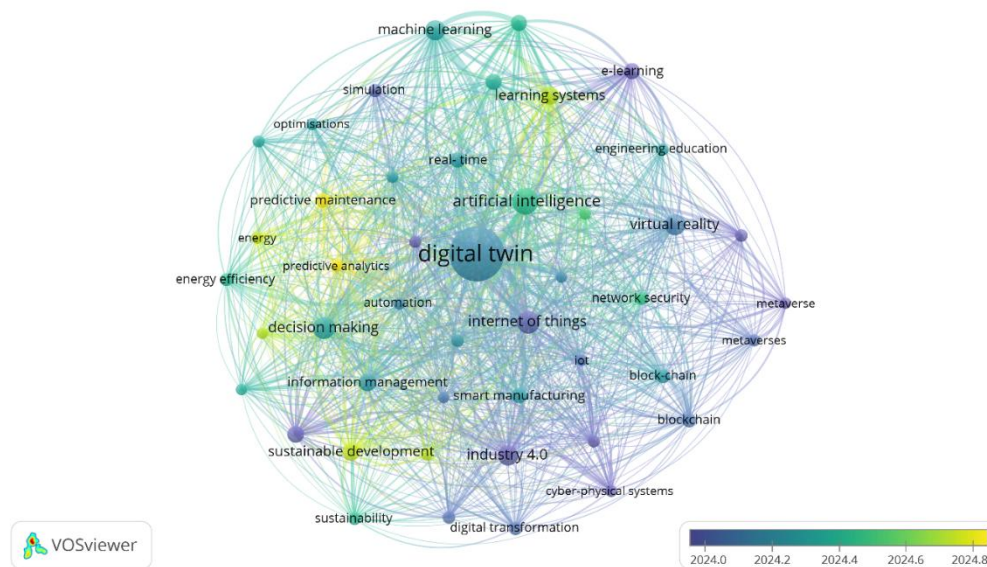 machine learning
e-learning
simulation
learning systems
optimisations
engineering education
real- time
predictive maintenance
artificial intelligence
virtual reality
energy
digital twin
predictive analytics
energy efficiency
network security
automation
metaverse
decision making
internet of things
metaverses
iot
block-chain
information management
smart manufacturing
blockchain
sustainable development
industry 4.0
cyber-physical systems
sustainability
digital transformation
VOSviewer
2024.0 2024.2 2024.4 2024.6 2024.8